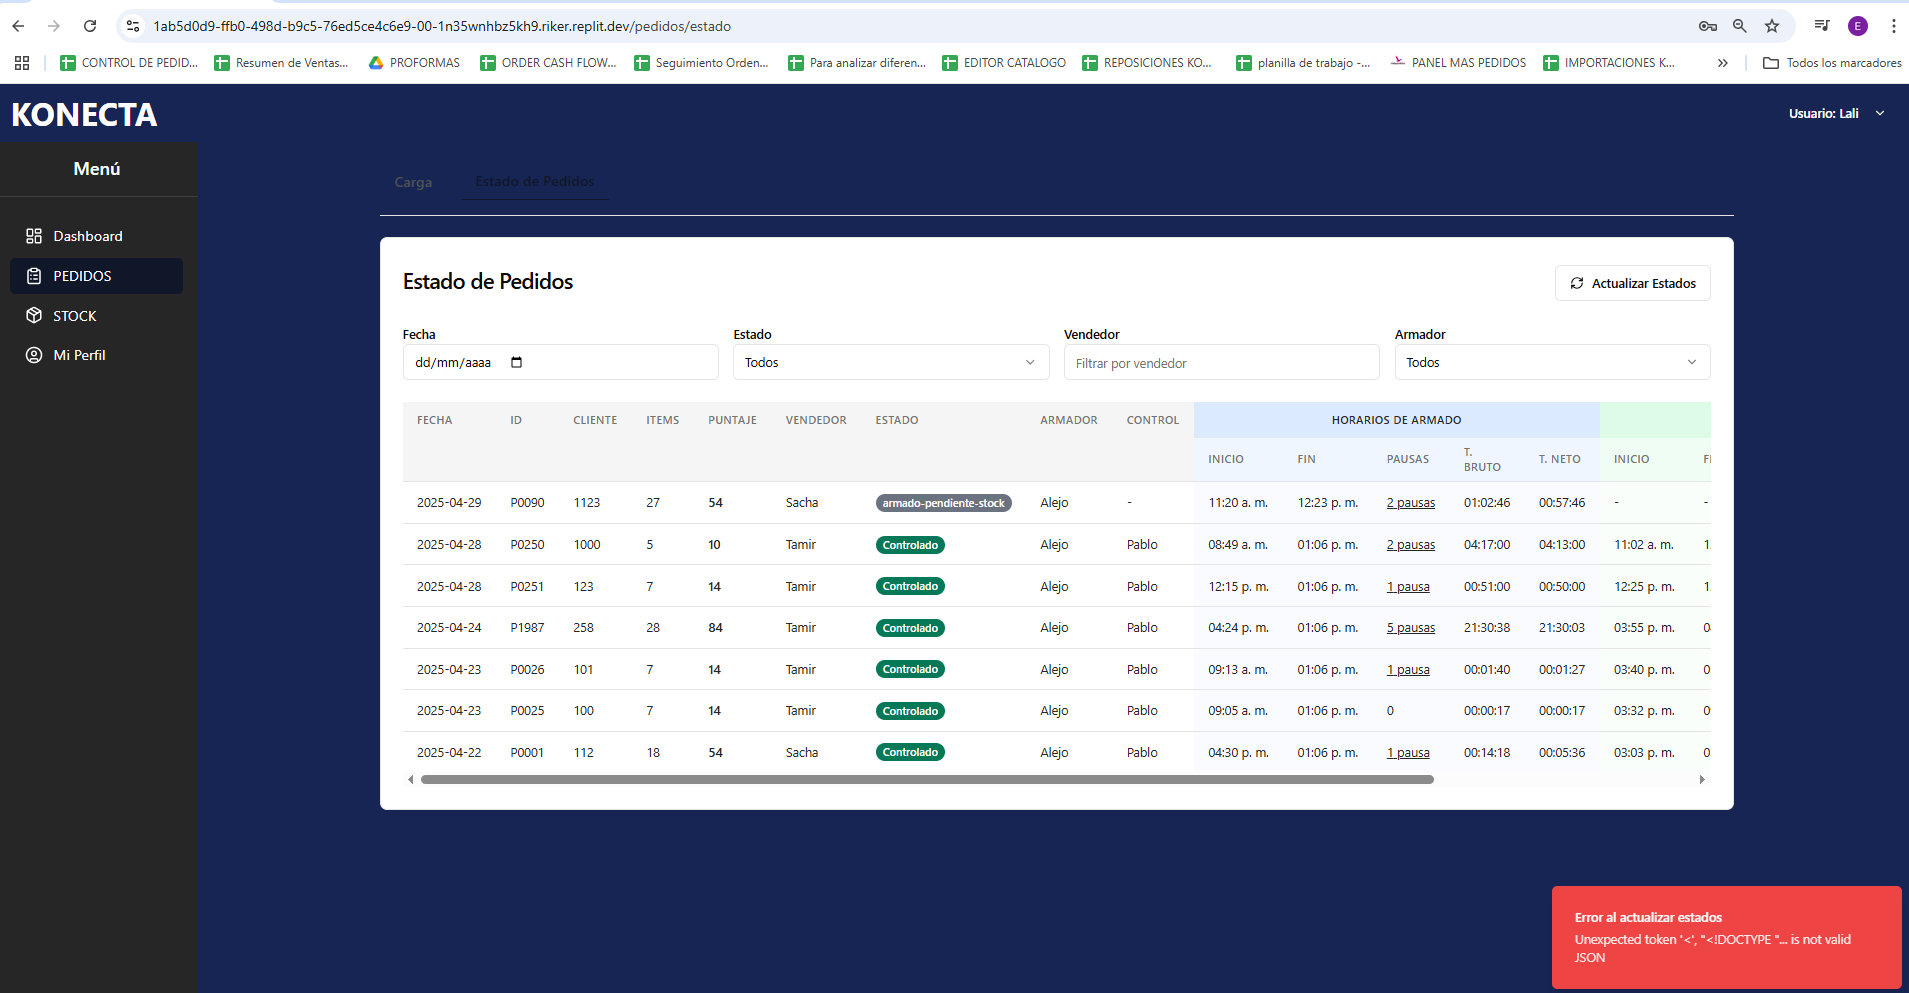 1ab5d0d9-ffb0-498d-b9c5-76ed5ce4c6e9-00-1n35wnhbz5kh9.riker.replit.dev/pedidos/estado
E
CONTROL DE PEDID... Resumen de Ventas... PROFORMAS ORDER CASH FLOW... Seguimiento Orden... Para analizar diferen... EDITOR CATALOGO REPOSICIONES KO... planilla de trabajo -... PANEL MAS PEDIDOS IMPORTACIONES K... » Todos los marcadores
KONECTA
Usuario: Lali
Menú
Dashboard
PEDIDOS
STOCK
Mi Perfil
Carga Estado de Pedidos
Estado de Pedidos
Actualizar Estados
Fecha Estado Vendedor Armador
dd/mm/aaaa Todos Filtrar por vendedor Todos
FECHA ID CLIENTE ITEMS PUNTAJE VENDEDOR ESTADO ARMADOR CONTROL HORARIOS DE ARMADO
INICIO FIN PAUSAS T. BRUTO T. NETO INICIO
2025-04-29 P0090 1123 27 54 Sacha armado-pendiente-stock Alejo - 11:20 a. m. 12:23 p. m. 2 pausas 01:02:46 00:57:46 - -
2025-04-28 P0250 1000 5 10 Tamir Controlado Alejo Pablo 08:49 a. m. 01:06 p. m. 2 pausas 04:17:00 04:13:00 11:02 a. m.
2025-04-28 P0251 123 7 14 Tamir Controlado Alejo Pablo 12:15 p. m. 01:06 p. m. 1 pausa 00:51:00 00:50:00 12:25 p. m.
2025-04-24 P1987 258 28 84 Tamir Controlado Alejo Pablo 04:24 p. m. 01:06 p. m. 5 pausas 21:30:38 21:30:03 03:55 p. m.
2025-04-23 P0026 101 7 14 Tamir Controlado Alejo Pablo 09:13 a. m. 01:06 p. m. 1 pausa 00:01:40 00:01:27 03:40 p. m.
2025-04-23 P0025 100 7 14 Tamir Controlado Alejo Pablo 09:05 a. m. 01:06 p. m. 0 00:00:17 00:00:17 03:32 p. m.
2025-04-22 P0001 112 18 54 Sacha Controlado Alejo Pablo 04:30 p. m. 01:06 p. m. 1 pausa 00:14:18 00:05:36 03:03 p. m.
Error al actualizar estados
Unexpected token '<', "<!DOCTYPE "... is not valid
JSON